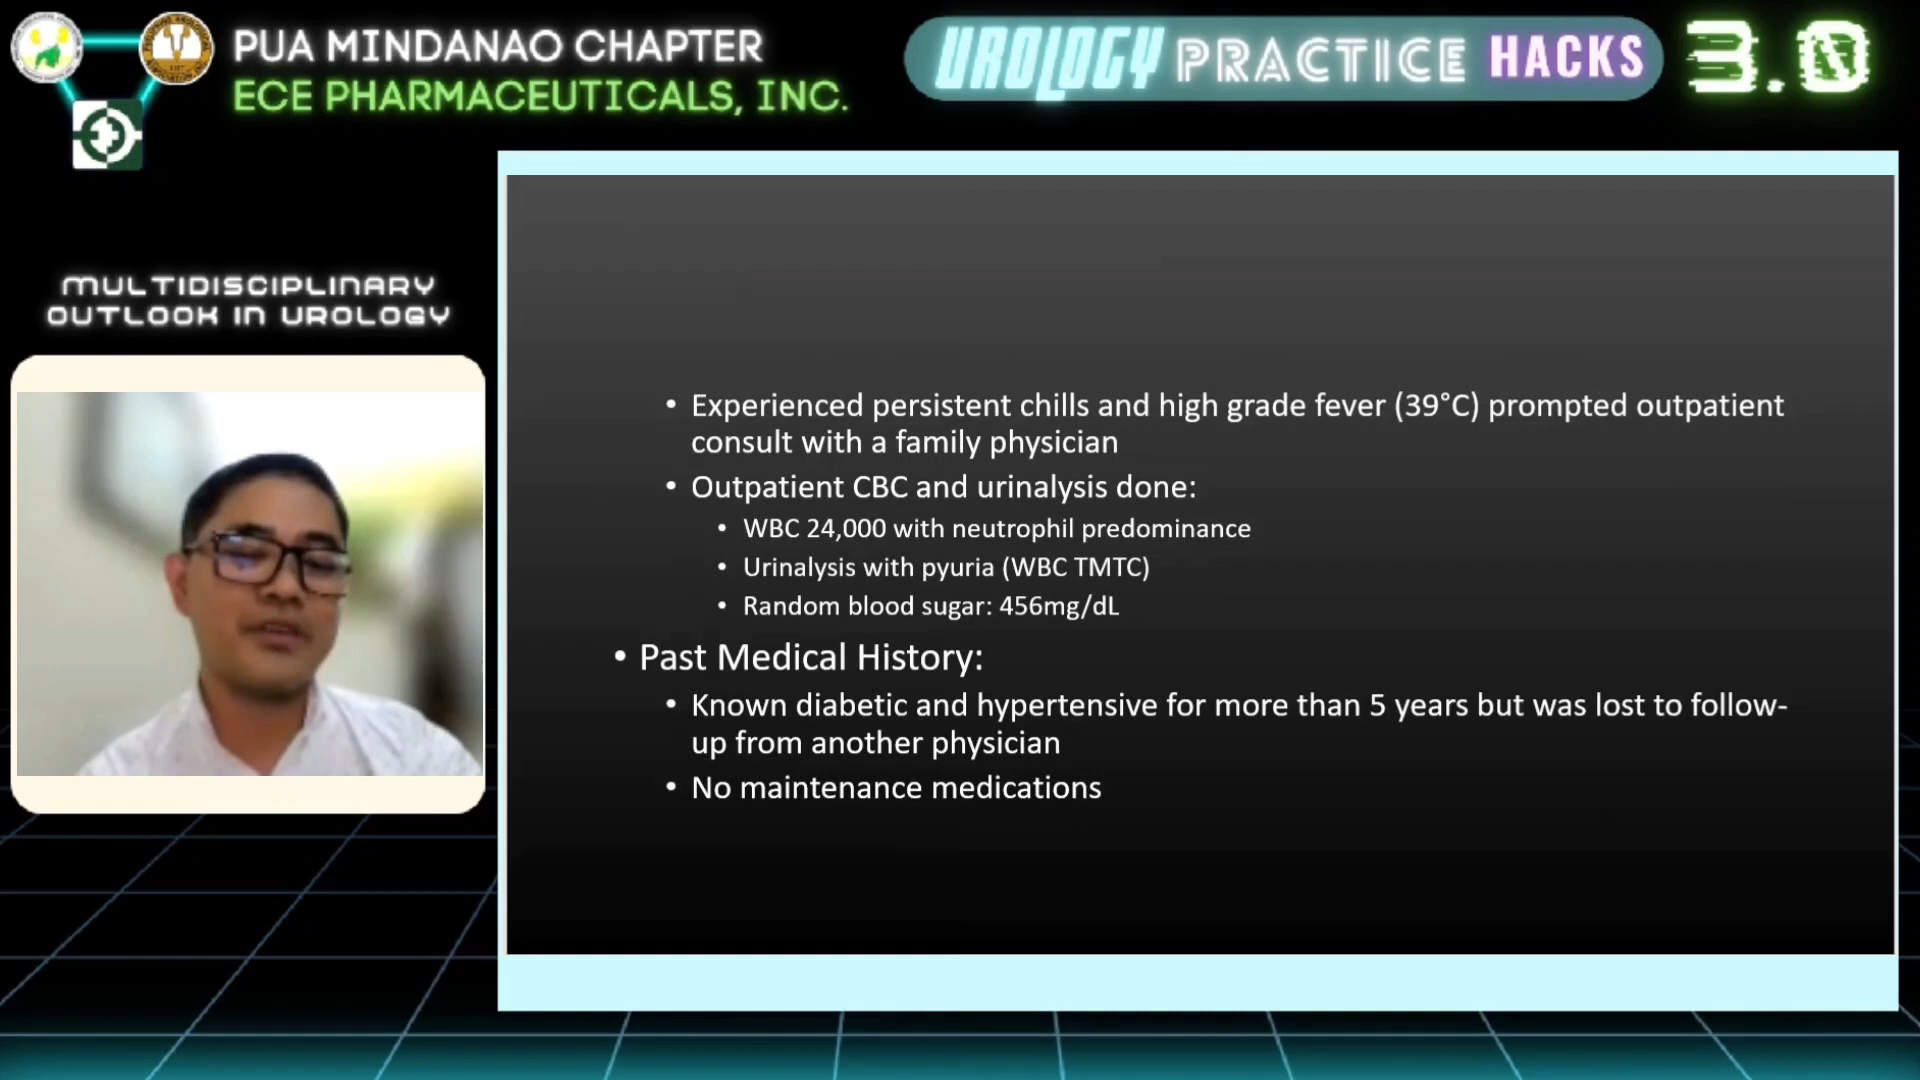 PUA MINDANAO CHAPTER
ECE PHARMACEUTICALS, INC.
UROLOGY PRACTICE HACKS 3.0
MULTIDISCIPLINARY
OUTLOOK IN UROLOGY
• Experienced persistent chills and high grade fever (39°C) prompted outpatient
consult with a family physician
• Outpatient CBC and urinalysis done:
• WBC 24,000 with neutrophil predominance
• Urinalysis with pyuria (WBC TMTC)
• Random blood sugar: 456mg/dL
• Past Medical History:
• Known diabetic and hypertensive for more than 5 years but was lost to follow-
up from another physician
• No maintenance medications